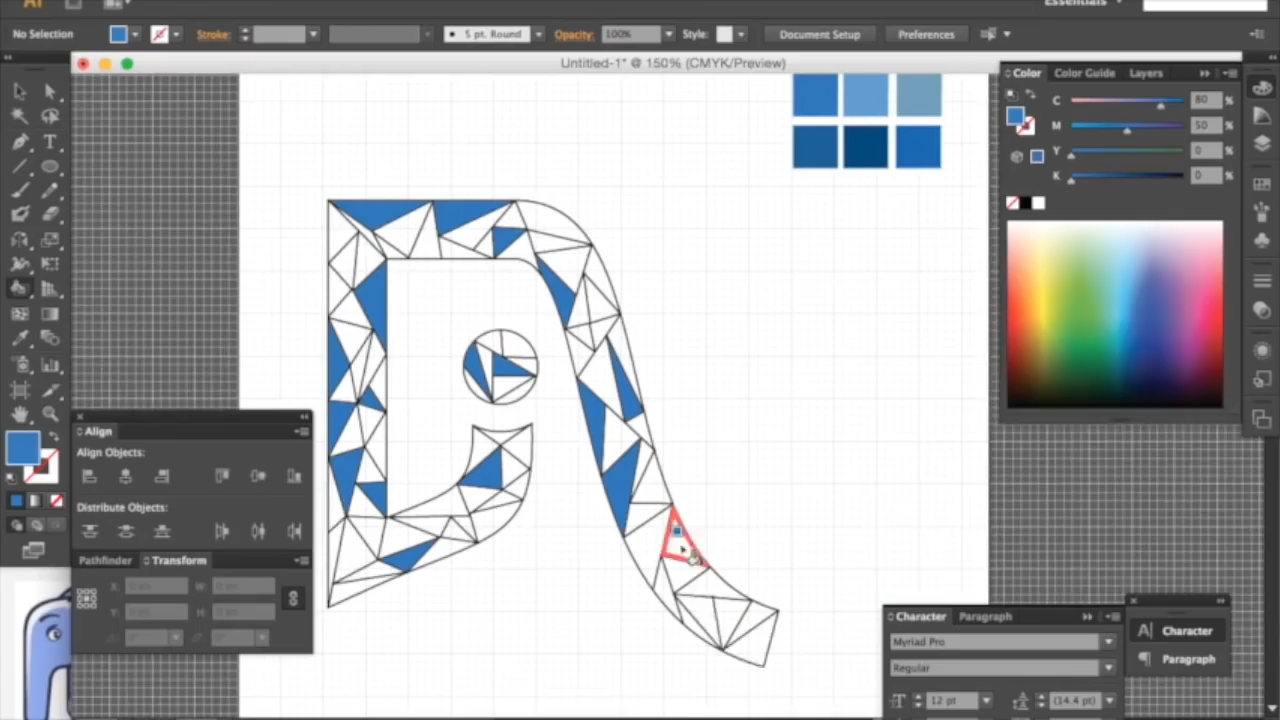 Ai
Essentials
No Selection
Stroke:
5 pt. Round
Opacity:
100%
Style:
Document Setup
Preferences
Untitled-1* @ 150% (CMYK/Preview)
Color
Color Guide
Layers
C
80
%
M
50
%
Y
0
%
K
0
%
Align
Align Objects:
Distribute Objects:
Pathfinder
Transform
X:
Y:
W:
H:
Character
Paragraph
Myriad Pro
Regular
12 pt
(14.4 pt)
Character
Paragraph